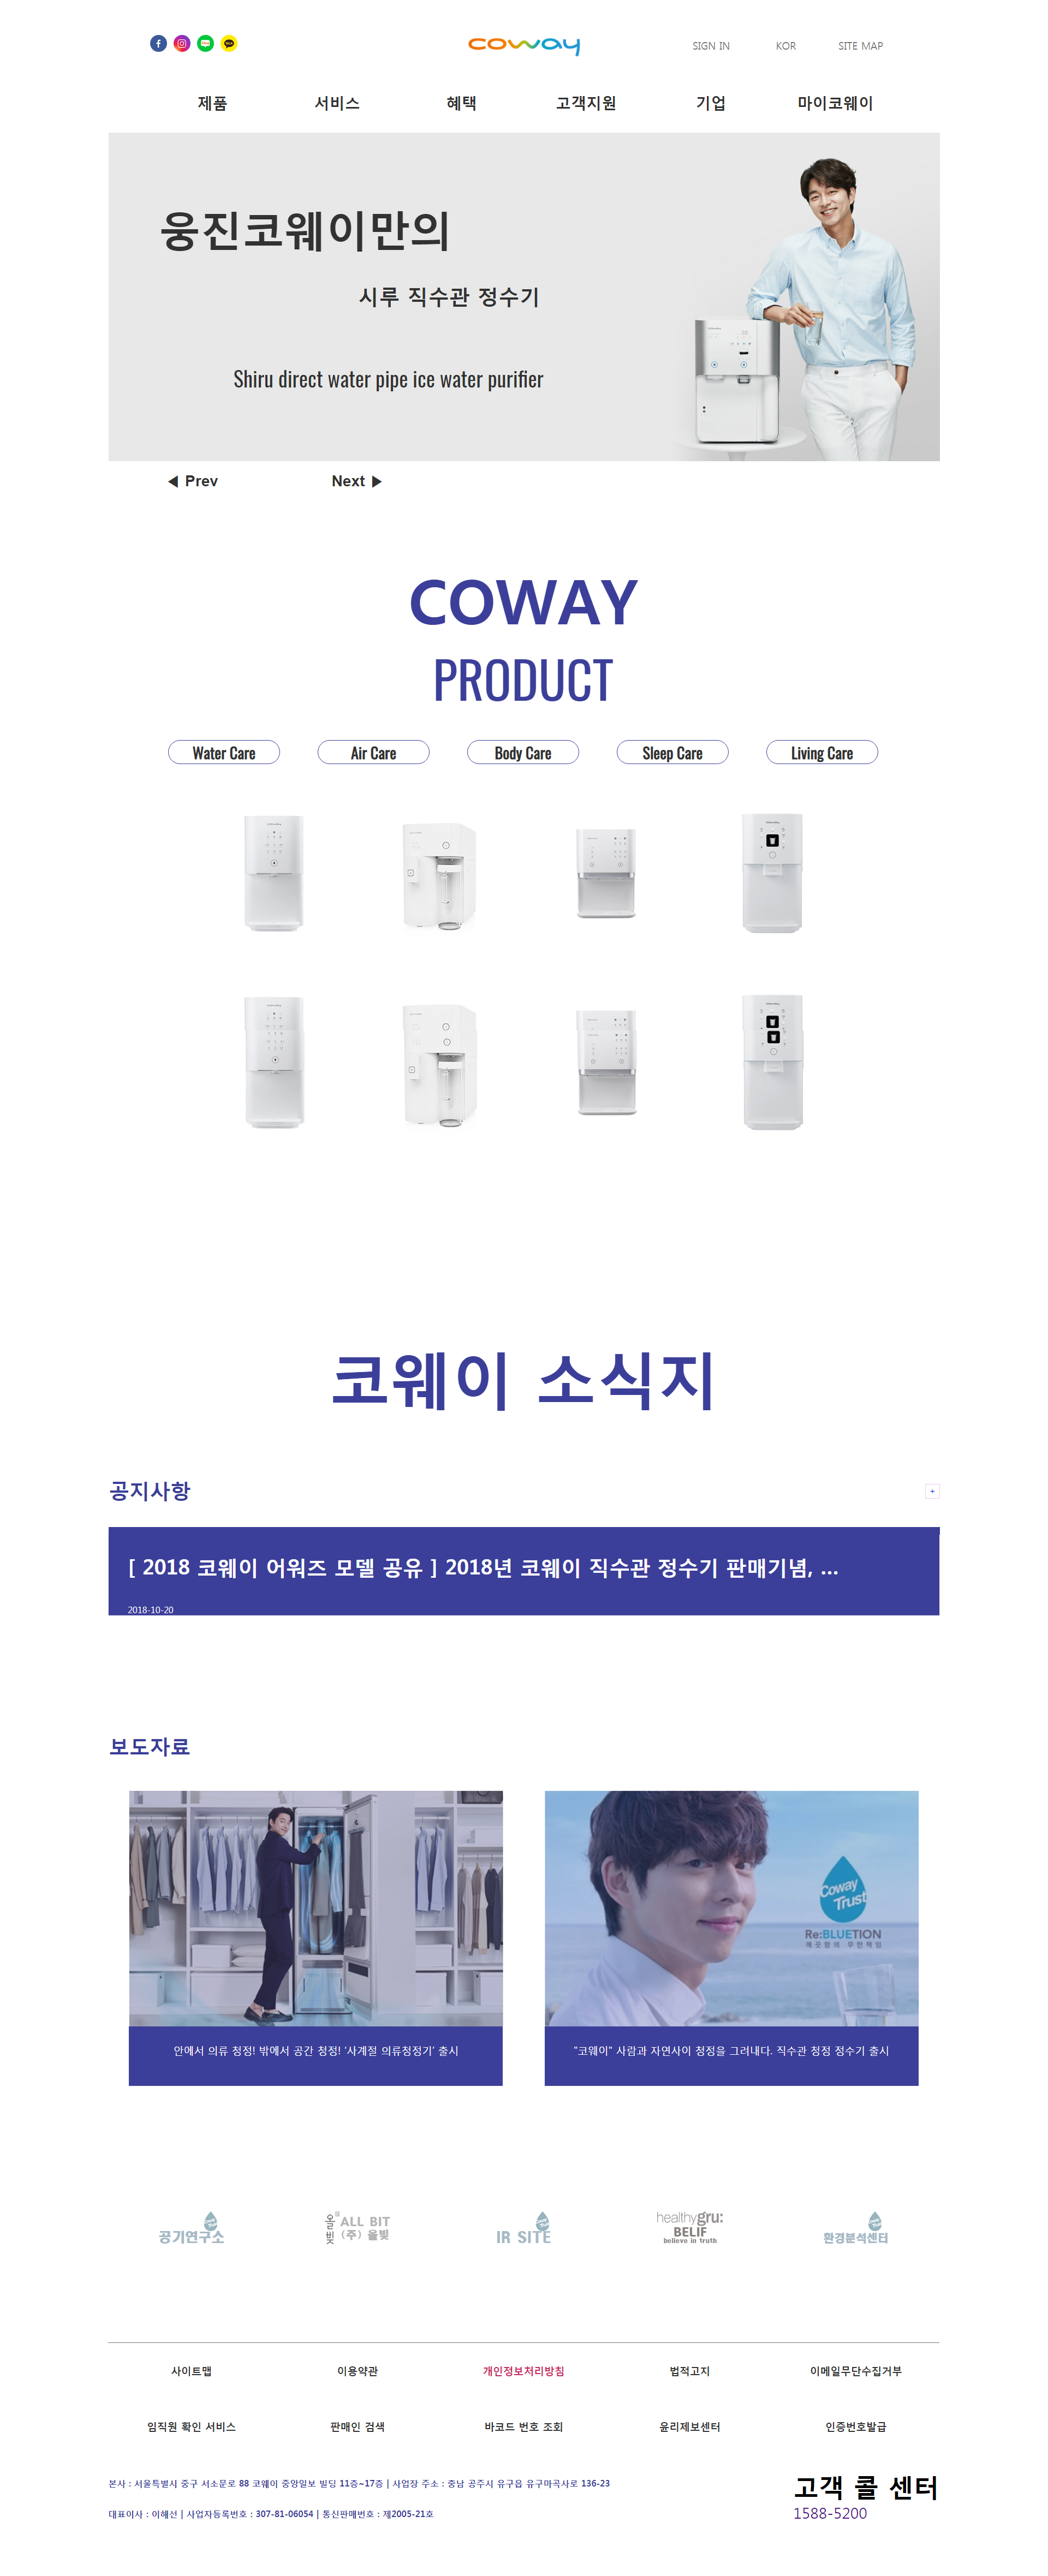 coway
SIGN IN
KOR
SITE MAP
제품
서비스
혜택
고객지원
기업
마이코웨이
웅진코웨이만의
시루 직수관 정수기
Shiru direct water pipe ice water purifier
◀ Prev
Next ▶
COWAY
PRODUCT
Water Care
Air Care
Body Care
Sleep Care
Living Care
코웨이 소식지
공지사항
+
[ 2018 코웨이 어워즈 모델 공유 ] 2018년 코웨이 직수관 정수기 판매기념, ...
2018-10-20
보도자료
Coway
Trust
Re:BLUETION
깨끗함의 무한책임
안에서 의류 청정! 밖에서 공간 청정! ‘사계절 의류청정기’ 출시
"코웨이" 사람과 자연사이 청정을 그려내다. 직수관 청정 정수기 출시
공기연구소
올빛
ALL BIT
(주) 올빛
IR SITE
healthygru:
BELIF
believe in truth
환경분석센터
사이트맵
이용약관
개인정보처리방침
법적고지
이메일무단수집거부
임직원 확인 서비스
판매인 검색
바코드 번호 조회
윤리제보센터
인증번호발급
본사 : 서울특별시 중구 서소문로 88 코웨이 중앙일보 빌딩 11층~17층 | 사업장 주소 : 충남 공주시 유구읍 유구마곡사로 136-23
대표이사 : 이해선 | 사업자등록번호 : 307-81-06054 | 통신판매번호 : 제2005-21호
고객 콜 센터
1588-5200